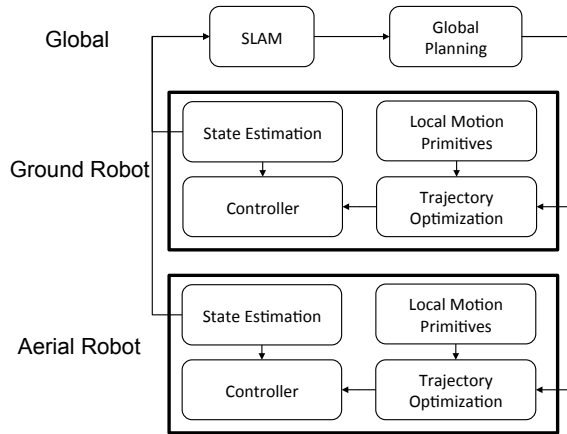 Global
SLAM
Global
Planning
Ground Robot
State Estimation
Local Motion
Primitives
Controller
Trajectory
Optimization
Aerial Robot
State Estimation
Local Motion
Primitives
Controller
Trajectory
Optimization